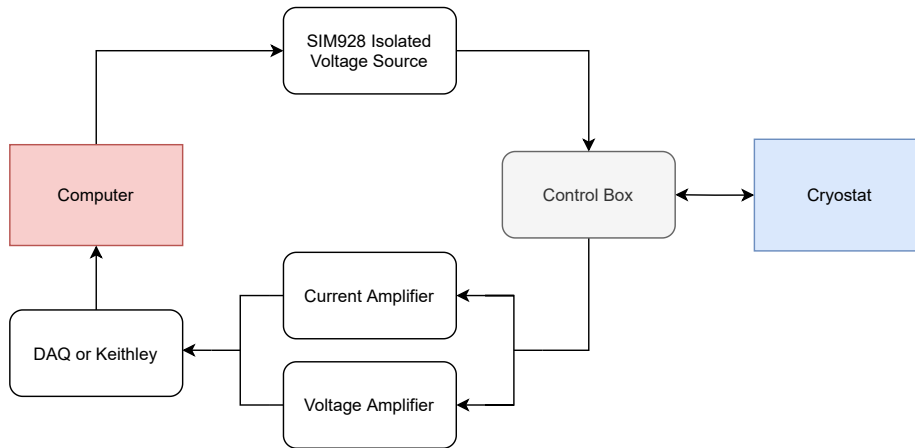 SIM928 Isolated
Voltage Source
Computer
Control Box
Cryostat
Current Amplifier
DAQ or Keithley
Voltage Amplifier